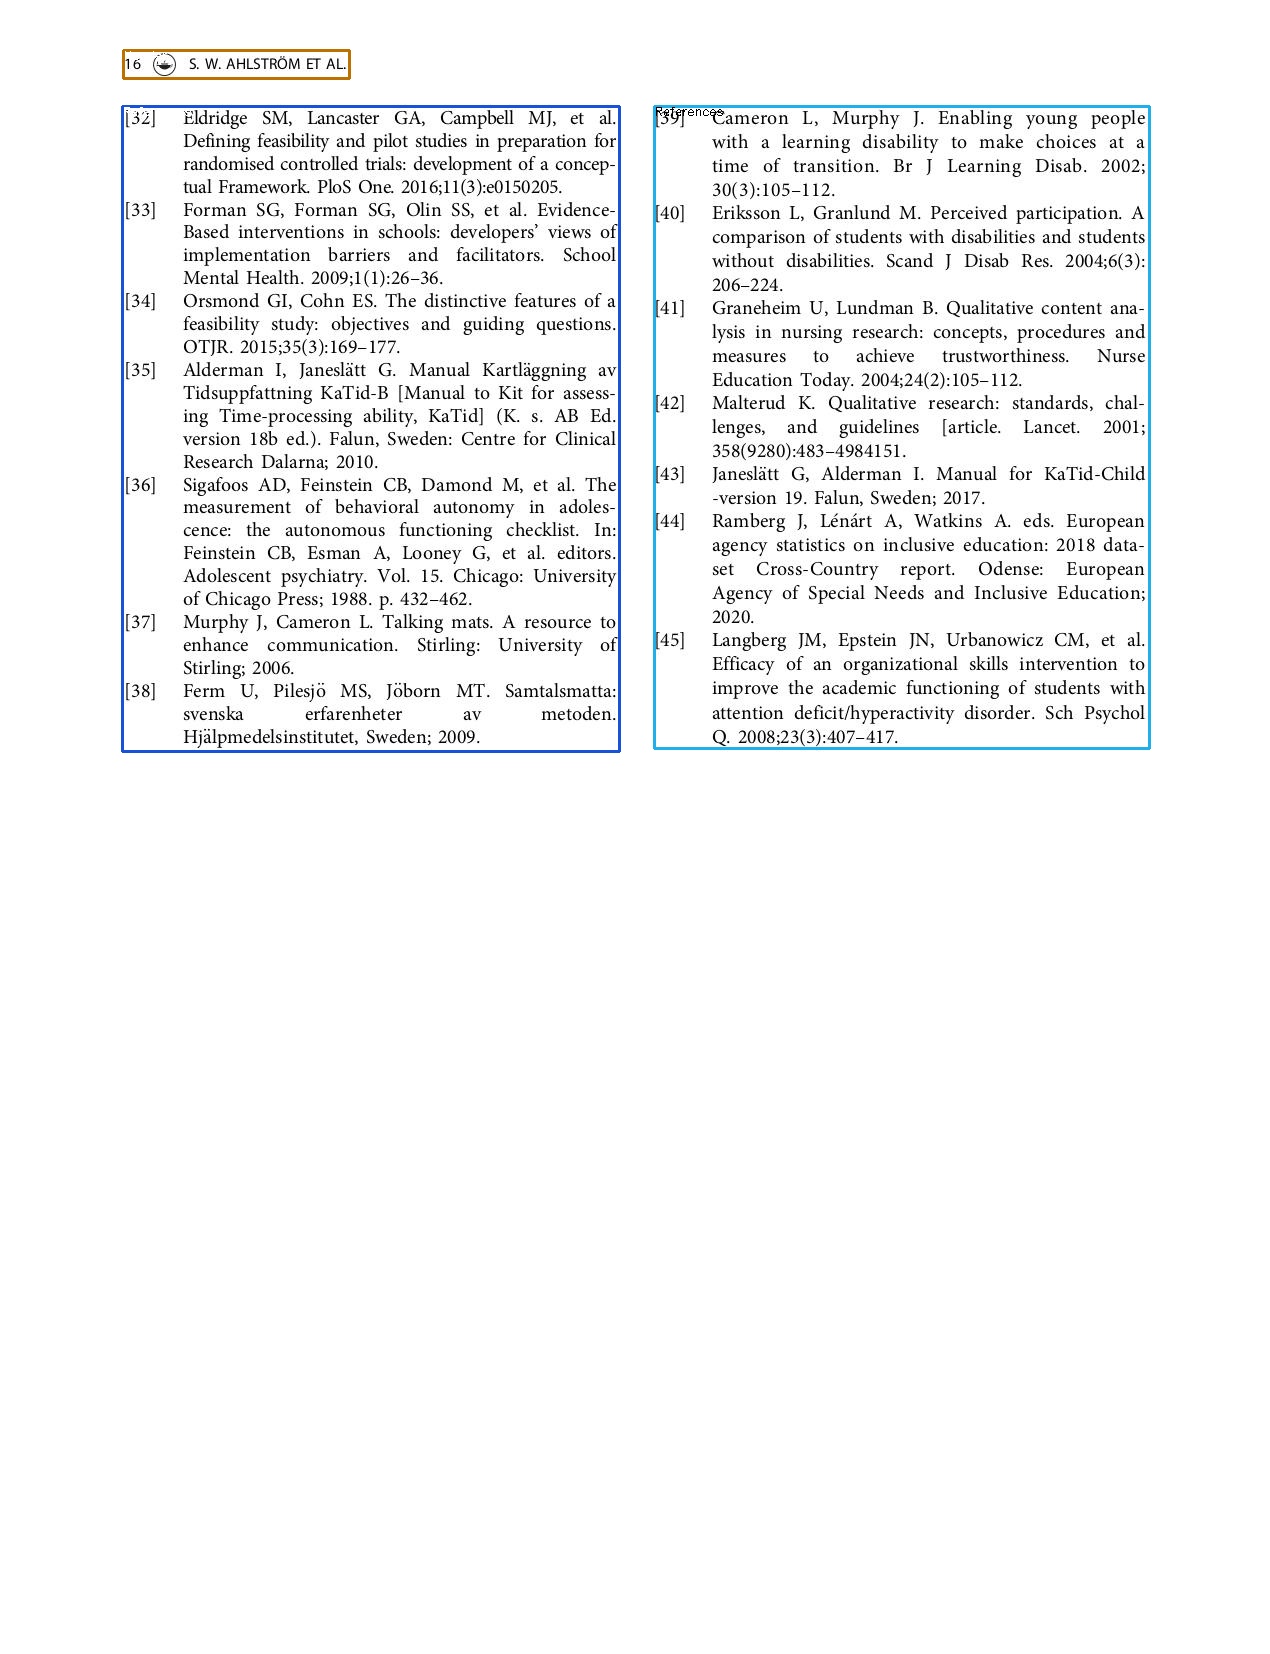 16 S. W. AHLSTRÖM ET AL.
[32] Eldridge SM, Lancaster GA, Campbell MJ, et al.
Defining feasibility and pilot studies in preparation for
randomised controlled trials: development of a concep-
tual Framework. PloS One. 2016;11(3):e0150205.
[33] Forman SG, Forman SG, Olin SS, et al. Evidence-
Based interventions in schools: developers’ views of
implementation barriers and facilitators. School
Mental Health. 2009;1(1):26–36.
[34] Orsmond GI, Cohn ES. The distinctive features of a
feasibility study: objectives and guiding questions.
OTJR. 2015;35(3):169–177.
[35] Alderman I, Janeslätt G. Manual Kartläggning av
Tidsuppfattning KaTid-B [Manual to Kit for assess-
ing Time-processing ability, KaTid] (K. s. AB Ed.
version 18b ed.). Falun, Sweden: Centre for Clinical
Research Dalarna; 2010.
[36] Sigafoos AD, Feinstein CB, Damond M, et al. The
measurement of behavioral autonomy in adoles-
cence: the autonomous functioning checklist. In:
Feinstein CB, Esman A, Looney G, et al. editors.
Adolescent psychiatry. Vol. 15. Chicago: University
of Chicago Press; 1988. p. 432–462.
[37] Murphy J, Cameron L. Talking mats. A resource to
enhance communication. Stirling: University of
Stirling; 2006.
[38] Ferm U, Pilesjö MS, Jöborn MT. Samtalsmatta:
svenska erfarenheter av metoden.
Hjälpmedelsinstitutet, Sweden; 2009.
References
[39] Cameron L, Murphy J. Enabling young people
with a learning disability to make choices at a
time of transition. Br J Learning Disab. 2002;
30(3):105–112.
[40] Eriksson L, Granlund M. Perceived participation. A
comparison of students with disabilities and students
without disabilities. Scand J Disab Res. 2004;6(3):
206–224.
[41] Graneheim U, Lundman B. Qualitative content ana-
lysis in nursing research: concepts, procedures and
measures to achieve trustworthiness. Nurse
Education Today. 2004;24(2):105–112.
[42] Malterud K. Qualitative research: standards, chal-
lenges, and guidelines [article. Lancet. 2001;
358(9280):483–4984151.
[43] Janeslätt G, Alderman I. Manual for KaTid-Child
-version 19. Falun, Sweden; 2017.
[44] Ramberg J, Lénárt A, Watkins A. eds. European
agency statistics on inclusive education: 2018 data-
set Cross-Country report. Odense: European
Agency of Special Needs and Inclusive Education;
2020.
[45] Langberg JM, Epstein JN, Urbanowicz CM, et al.
Efficacy of an organizational skills intervention to
improve the academic functioning of students with
attention deficit/hyperactivity disorder. Sch Psychol
Q. 2008;23(3):407–417.